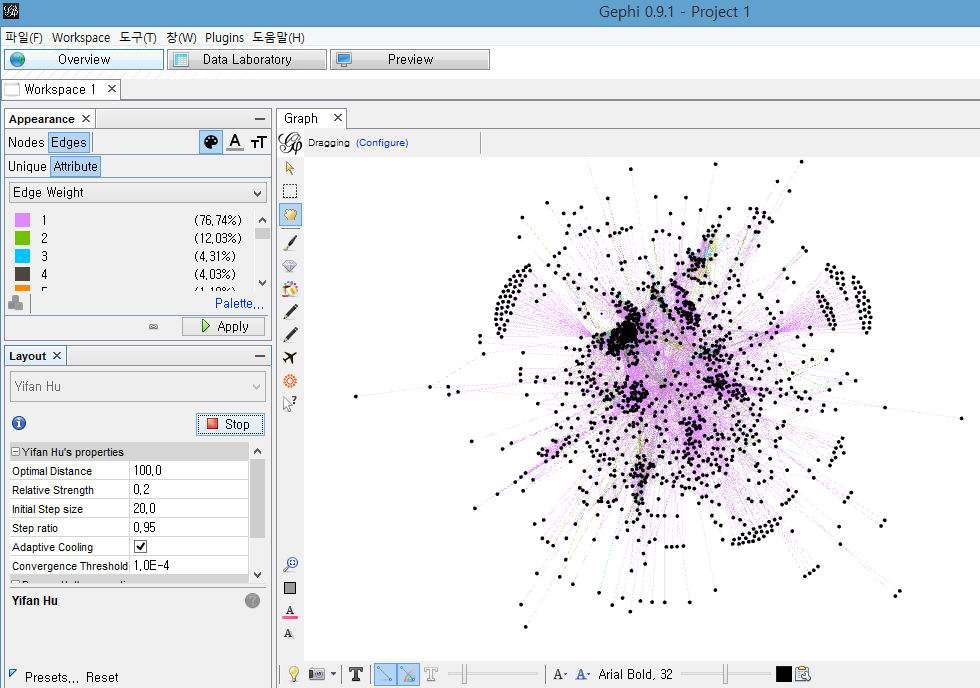 Gephi 0.9.1 - Project 1
파일(F) Workspace 도구(T) 창(W) Plugins 도움말(H)
Overview Data Laboratory Preview
Workspace 1
Appearance Graph
Nodes Edges A TT Dragging (Configure)
Unique Attribute
Edge Weight
1 (76,74%)
2 (12,03%)
3 (4,31%)
4 (4,03%)
Palette...
Apply
Layout
Yifan Hu
Stop
Yifan Hu's properties
Optimal Distance 100,0
Relative Strength 0,2
Initial Step size 20,0
Step ratio 0,95
Adaptive Cooling
Convergence Threshold 1,0E-4
Yifan Hu
Presets... Reset
A
A
T T A- A- Arial Bold, 32